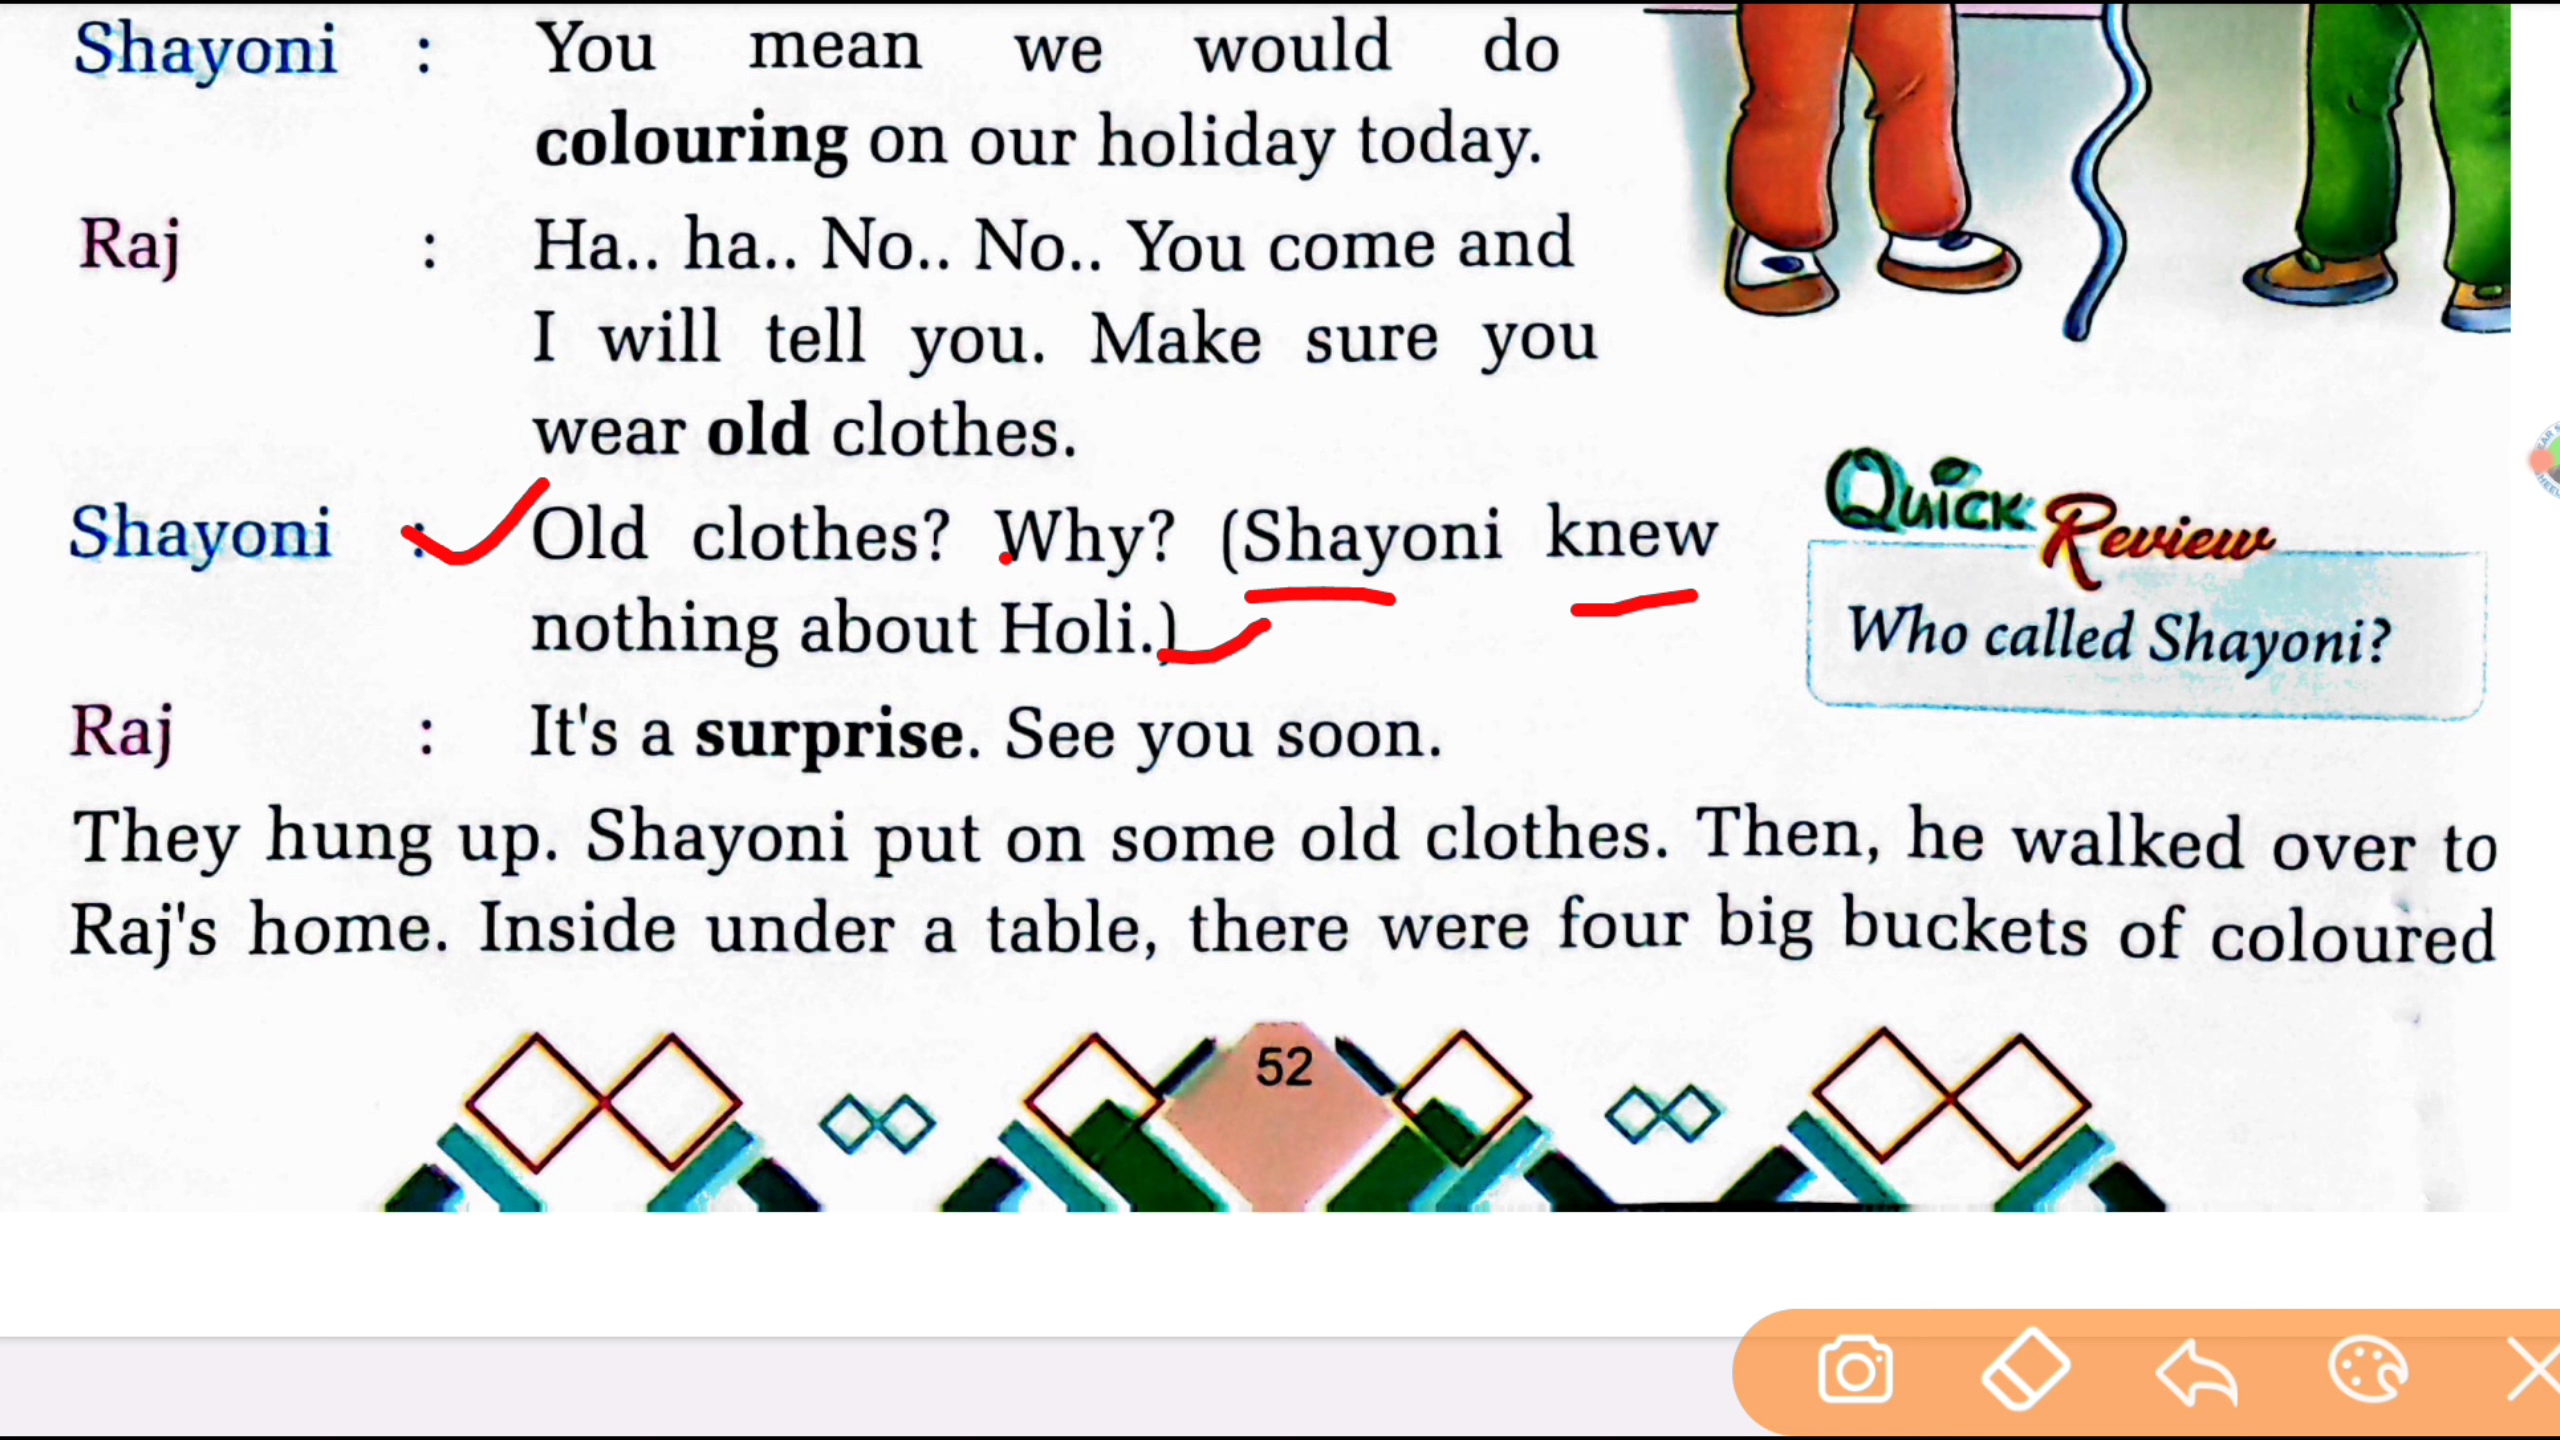 Shayoni : You mean we would do
colouring on our holiday today.
Raj : Ha.. ha.. No.. No.. You come and
I will tell you. Make sure you
wear old clothes.
Shayoni : Old clothes? Why? (Shayoni knew
nothing about Holi.)
Quick Review
Who called Shayoni?
Raj : It's a surprise. See you soon.
They hung up. Shayoni put on some old clothes. Then, he walked over to
Raj's home. Inside under a table, there were four big buckets of coloured
52